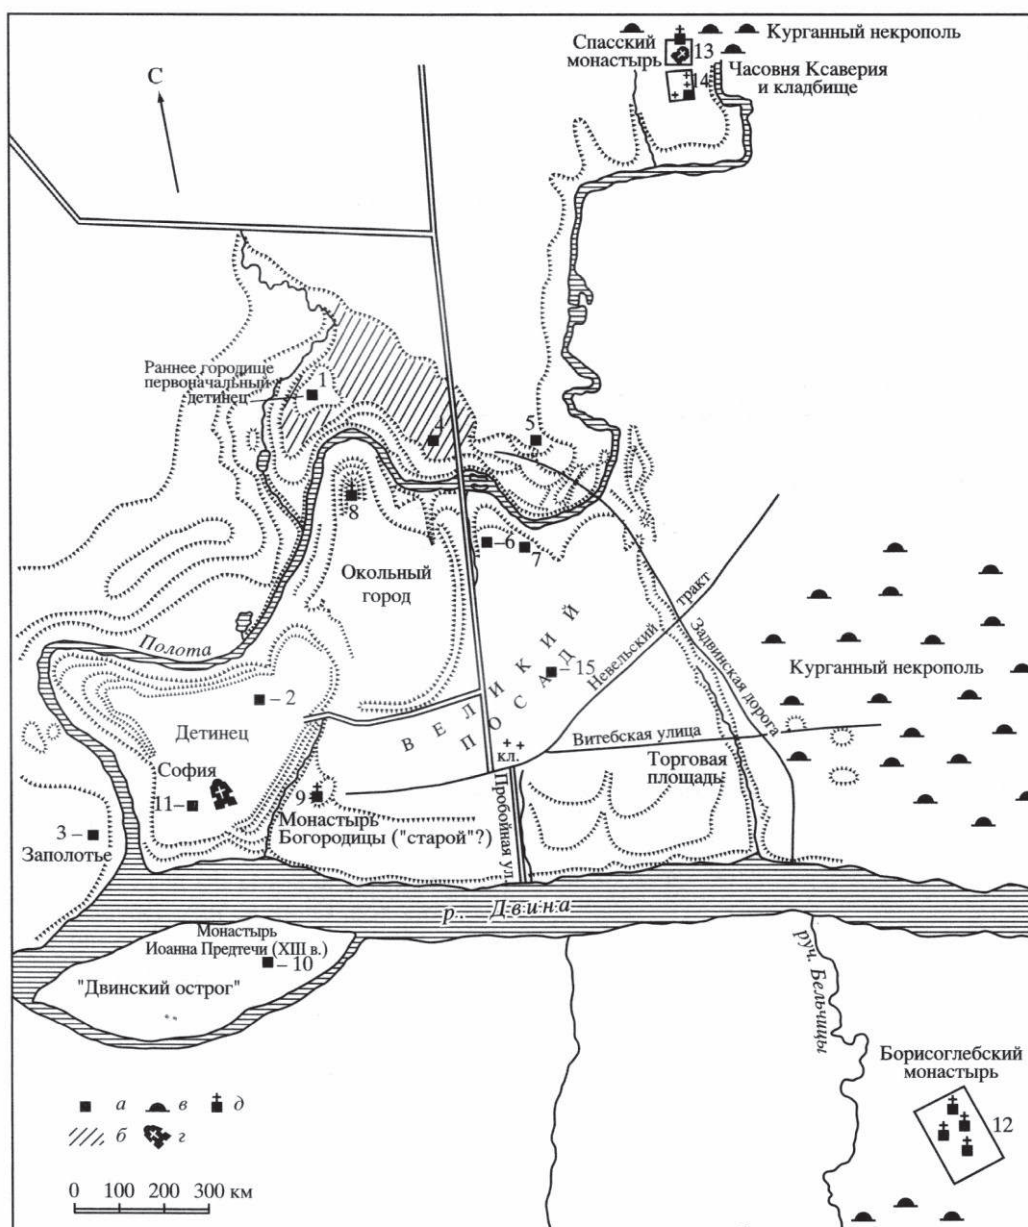 Спасский
монастырь
Курганный некрополь
13
14
Часовня Ксаверия
и кладбище
С
Раннее городище
первоначальный
детинец
1
4
5
8
–6
7
Окольный
город
Полота
–2
Детинец
София
11–
3 –
Заполотье
9
Монастырь
Богородицы ("старой"?)
ВЕЛИКИЙ
ПОСАД
–15
Невельский тракт
Задвинская дорога
Витебская улица
кл.
Торговая
площадь
Пробойная ул.
Курганный некрополь
р.. Двина
Монастырь
Иоанна Предтечи (XIII в.)
–10
"Двинский острог"
руч. Бельчицы
Борисоглебский
монастырь
12
а в д
б г
0 100 200 300 км